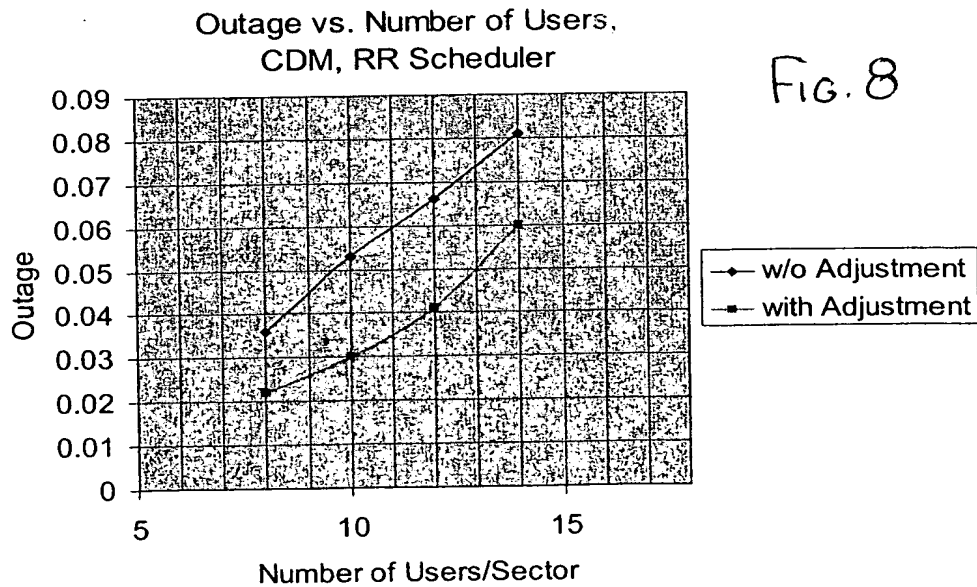 Outage vs. Number of Users,
CDM, RR Scheduler
FIG. 8
0.09
0.08
0.07
0.06
0.05
0.04
0.03
0.02
0.01
0
Outage
5
10
15
Number of Users/Sector
w/o Adjustment
with Adjustment